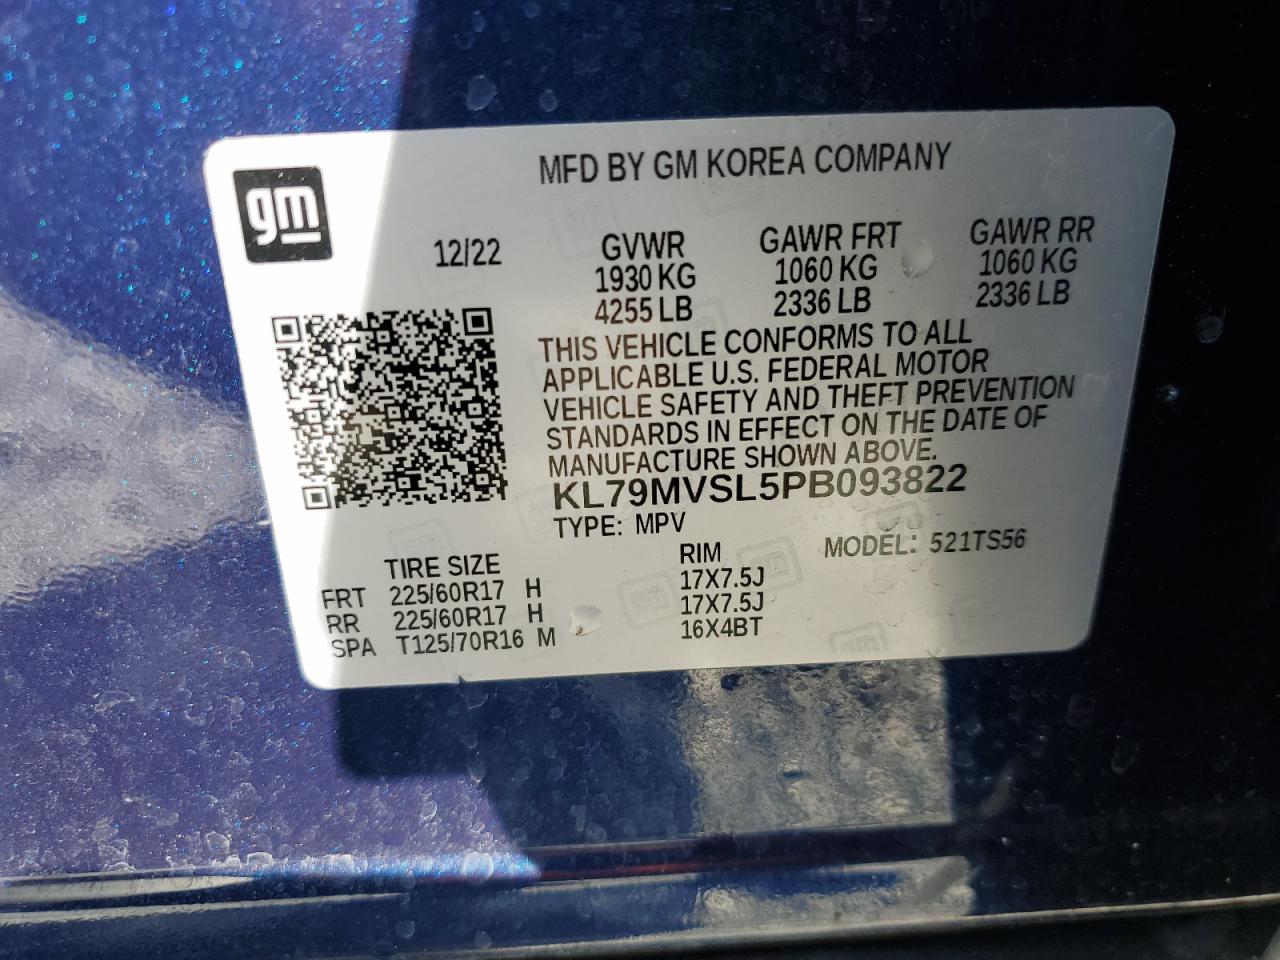 gm
MFD BY GM KOREA COMPANY
12/22
GVWR GAWR FRT GAWR RR
1930 KG 1060 KG 1060 KG
4255 LB 2336 LB 2336 LB
THIS VEHICLE CONFORMS TO ALL
APPLICABLE U.S. FEDERAL MOTOR
VEHICLE SAFETY AND THEFT PREVENTION
STANDARDS IN EFFECT ON THE DATE OF
MANUFACTURE SHOWN ABOVE.
KL79MVSL5PB093822
TYPE: MPV MODEL: 521TS56
TIRE SIZE RIM
FRT 225/60R17 H 17X7.5J
RR 225/60R17 H 17X7.5J
SPA T125/70R16 M 16X4BT